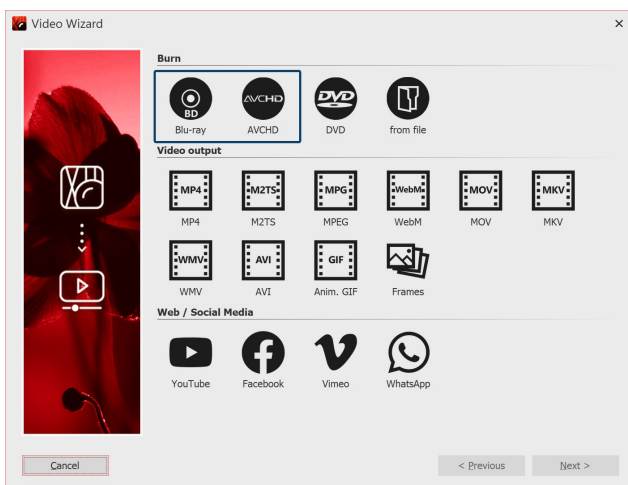 Video Wizard
Burn
BD AVCHD DVD
Blu-ray AVCHD DVD from file
Video output
MP4 M2TS MPG WebM MOV MKV
MP4 M2TS MPEG WebM MOV MKV
WMV AVI GIF
WMV AVI Anim. GIF Frames
Web / Social Media
YouTube Facebook Vimeo WhatsApp
Cancel < Previous Next >